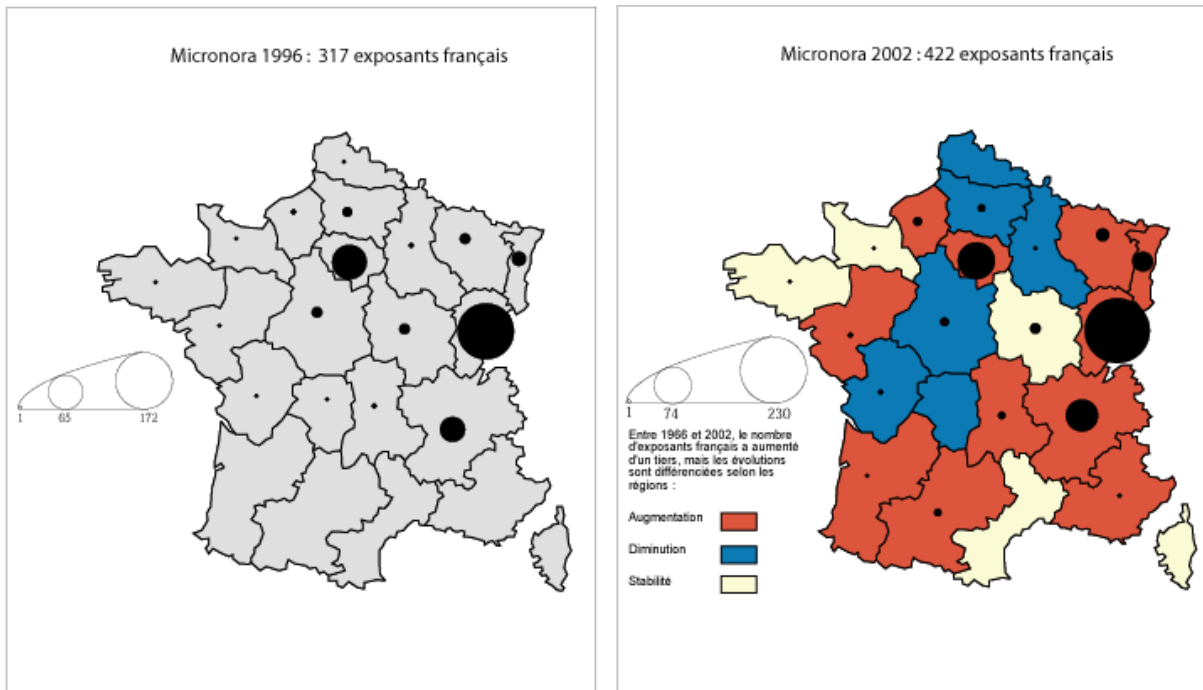 Micronora 1996 : 317 exposants français
1
65
172
Micronora 2002 : 422 exposants français
1
74
230
Entre 1966 et 2002, le nombre
d'exposants français a augmenté
d'un tiers, mais les évolutions
sont différenciées selon les
régions :
Augmentation
Diminution
Stabilité